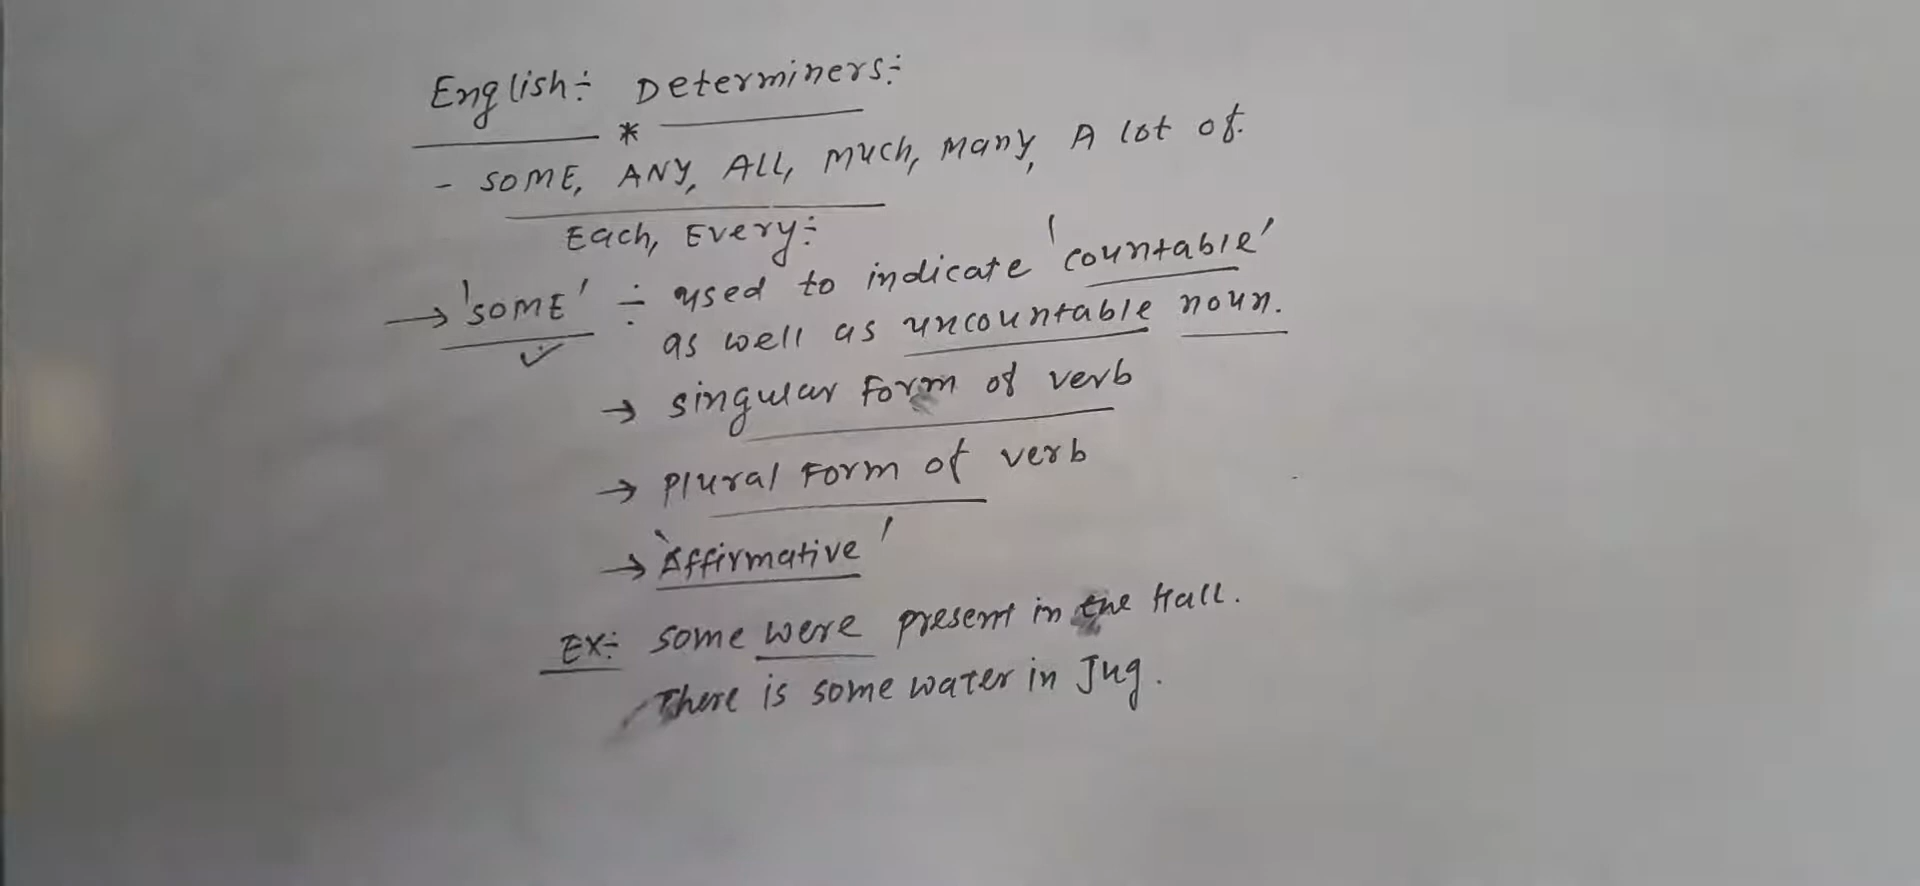 English÷ Determiners÷
*
- SOME, ANY, ALL, Much, Many, A lot of.
Each, Every÷
→ 'SOME' ÷ used to indicate 'countable'
as well as uncountable noun.
→ singular Form of verb
→ Plural Form of verb
→ 'Affirmative'
EX÷ some were present in the Hall.
There is some water in Jug.